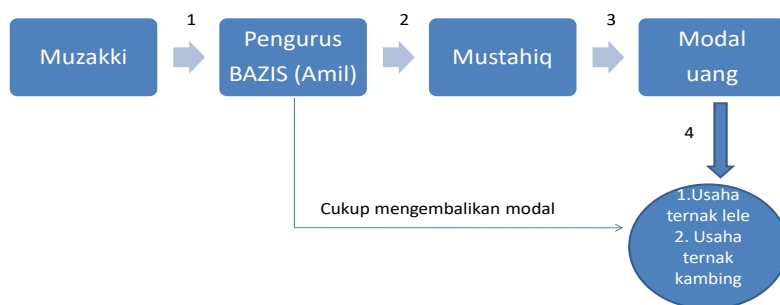 1
2
3
Muzakki
Pengurus
BAZIS (Amil)
Mustahiq
Modal
uang
4
Cukup mengembalikan modal
1.Usaha
ternak lele
2. Usaha
ternak
kambing